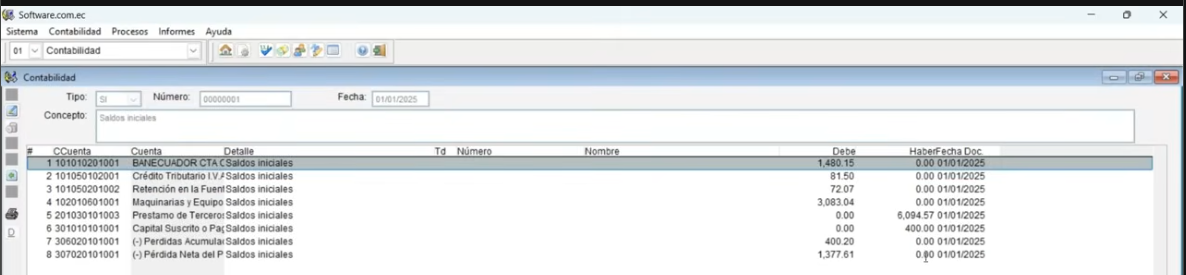 Software.com.ec
Sistema Contabilidad Procesos Informes Ayuda
01 Contabilidad
Contabilidad
Tipo: SI Número: 00000001 Fecha: 01/01/2025
Concepto: Saldos iniciales
# CCuenta Cuenta Detalle Td Número Nombre Debe Haber Fecha Doc.
1 101010201001 BANECUADOR CTA C Saldos iniciales 1,480.15 0.00 01/01/2025
2 101050102001 Crédito Tributario I.V.A Saldos iniciales 81.50 0.00 01/01/2025
3 101050201002 Retención en la Fuent Saldos iniciales 72.07 0.00 01/01/2025
4 102010601001 Maquinarias y Equipo Saldos iniciales 3,083.04 0.00 01/01/2025
5 201030101003 Prestamo de Terceros Saldos iniciales 0.00 6,094.57 01/01/2025
6 301010101001 Capital Suscrito o Pag Saldos iniciales 0.00 400.00 01/01/2025
7 306020101001 (-) Perdidas Acumula Saldos iniciales 400.20 0.00 01/01/2025
8 307020101001 (-) Pérdida Neta del P Saldos iniciales 1,377.61 0.00 01/01/2025